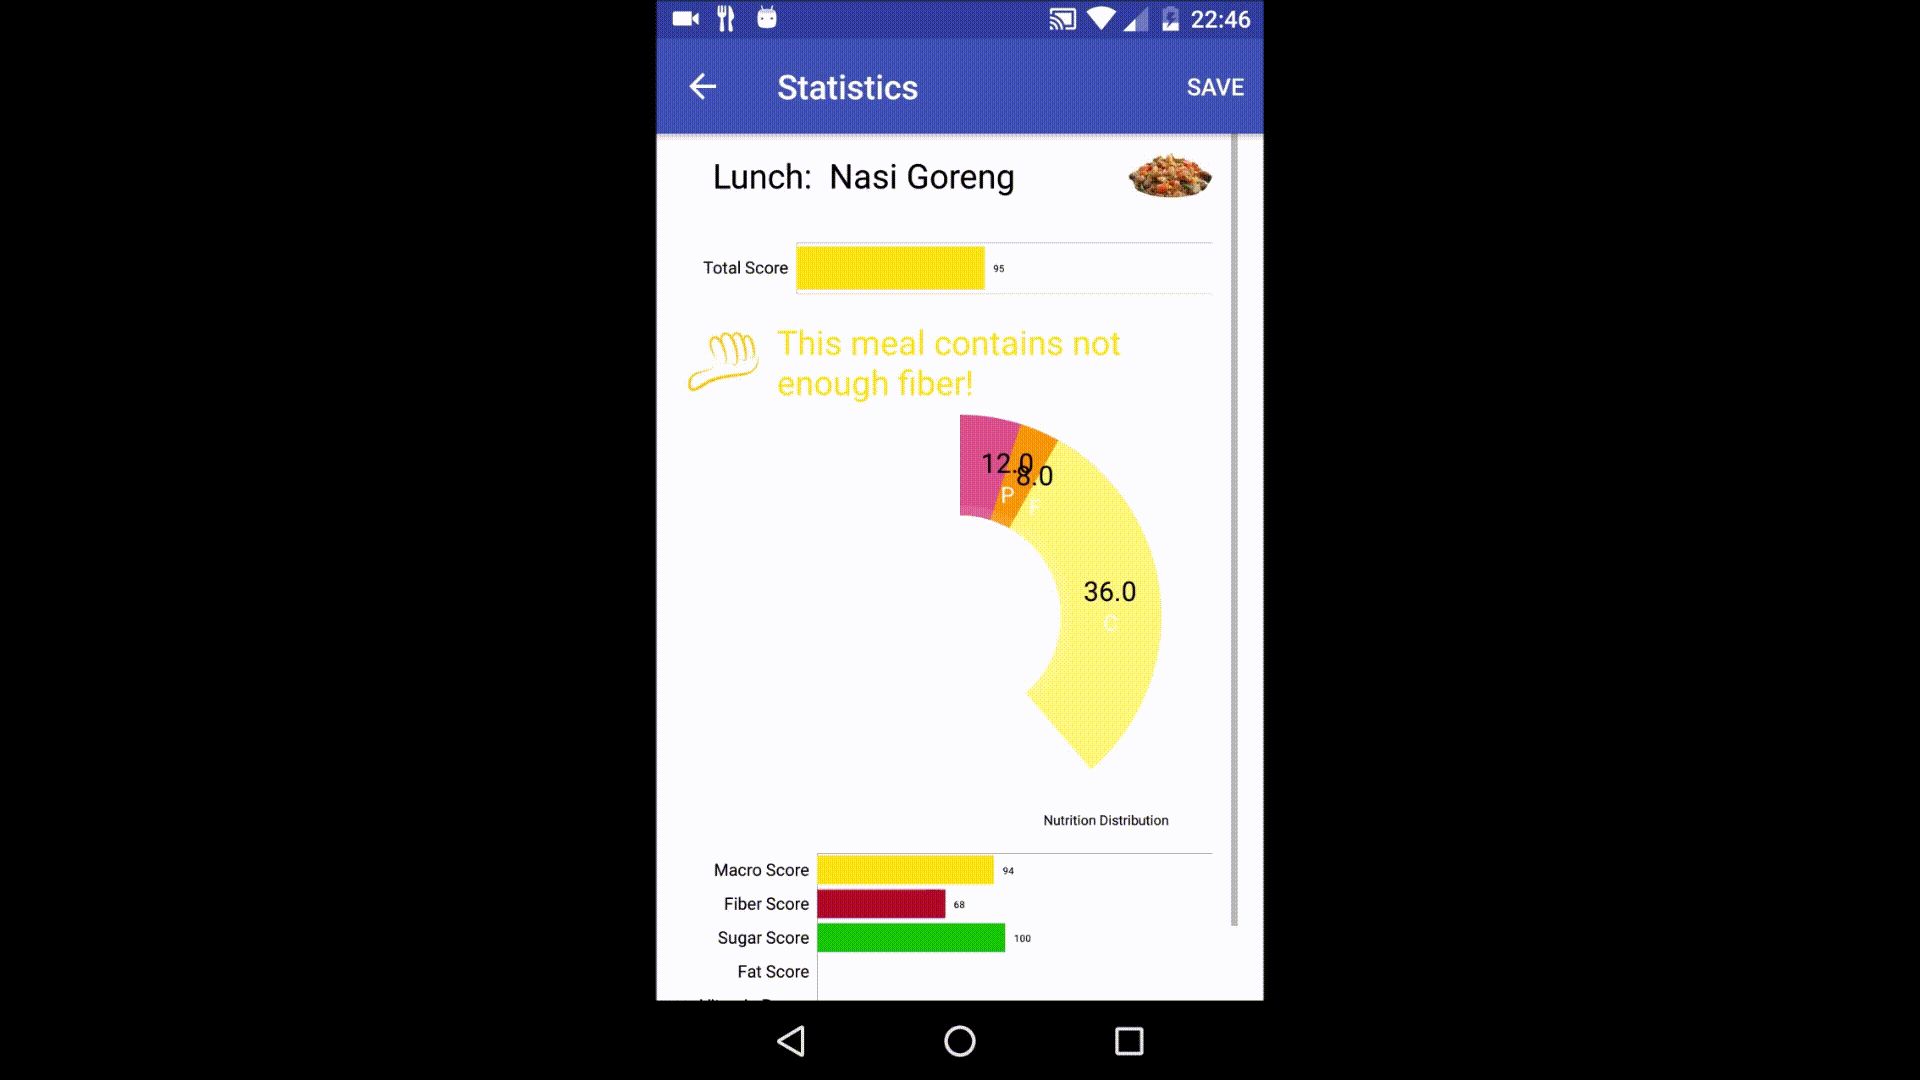 22:46
Statistics
SAVE
Lunch: Nasi Goreng
Total Score
95
This meal contains not
enough fiber!
12.0
P
8.0
F
36.0
C
Nutrition Distribution
Macro Score
94
Fiber Score
68
Sugar Score
100
Fat Score